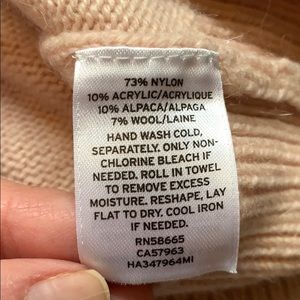 73% NYLON
10% ACRYLIC/ACRYLIQUE
10% ALPACA/ALPAGA
7% WOOL/LAINE
HAND WASH COLD,
SEPARATELY. ONLY NON-
CHLORINE BLEACH IF
NEEDED. ROLL IN TOWEL
TO REMOVE EXCESS
MOISTURE. RESHAPE, LAY
FLAT TO DRY. COOL IRON
IF NEEDED.
RN58665
CA57963
HA347964MI